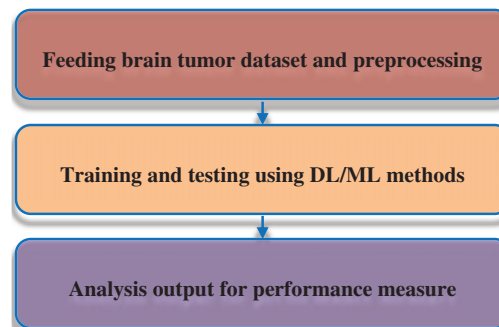 Feeding brain tumor dataset and preprocessing
Training and testing using DL/ML methods
Analysis output for performance measure